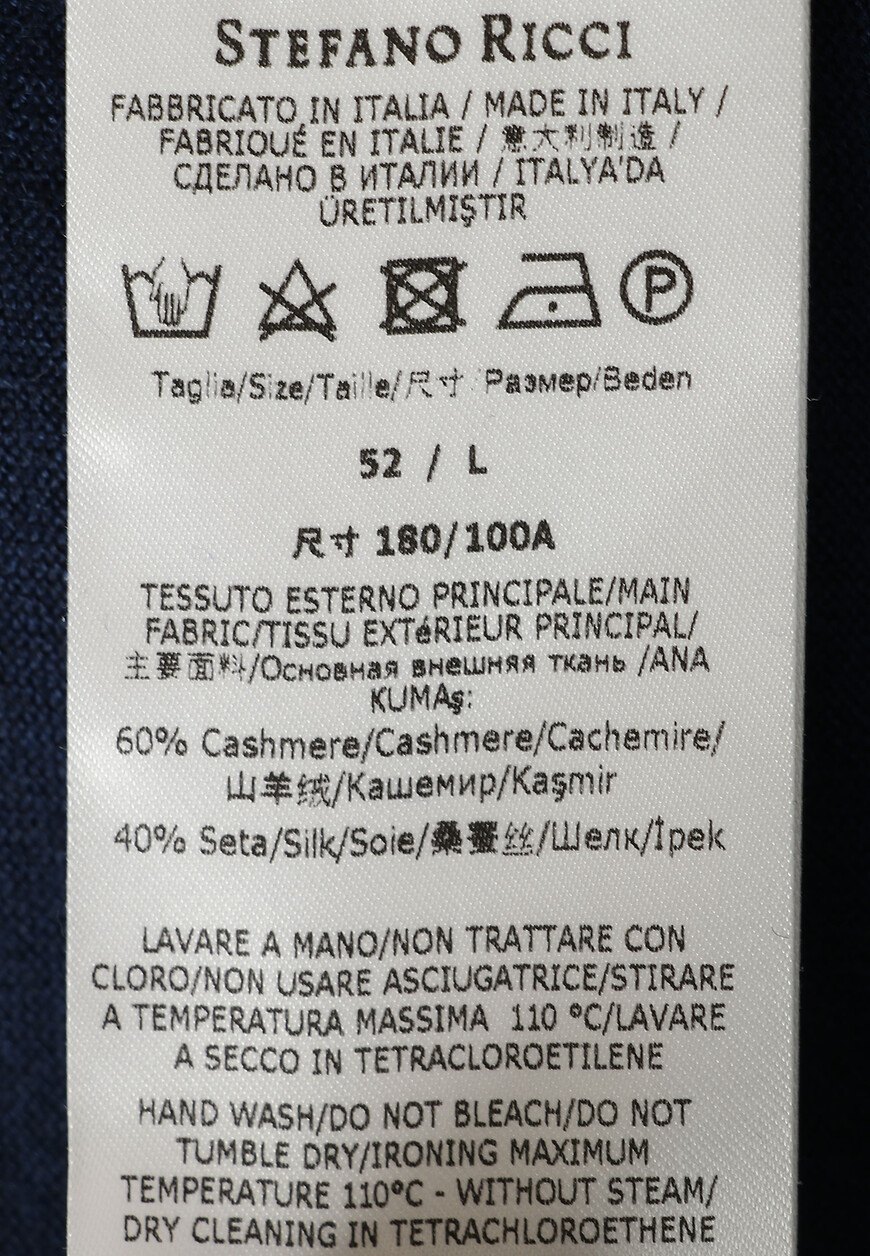 STEFANO RICCI
FABBRICATO IN ITALIA / MADE IN ITALY /
FABRIQUÉ EN ITALIE / 意大利制造 /
СДЕЛАНО В ИТАЛИИ / ITALYA'DA
ÜRETILMIŞTIR
P
Taglia/Size/Taille/尺寸 Размер/Beden
52 / L
尺寸 180/100A
TESSUTO ESTERNO PRINCIPALE/MAIN
FABRIC/TISSU EXTéRIEUR PRINCIPAL/
主要面料/Основная внешняя ткань /ANA
KUMAş:
60% Cashmere/Cashmere/Cachemire/
山羊绒/Кашемир/Kaşmir
40% Seta/Silk/Soie/桑蚕丝/Шелк/İpek
LAVARE A MANO/NON TRATTARE CON
CLORO/NON USARE ASCIUGATRICE/STIRARE
A TEMPERATURA MASSIMA 110 °C/LAVARE
A SECCO IN TETRACLOROETILENE
HAND WASH/DO NOT BLEACH/DO NOT
TUMBLE DRY/IRONING MAXIMUM
TEMPERATURE 110°C - WITHOUT STEAM/
DRY CLEANING IN TETRACHLOROETHENE